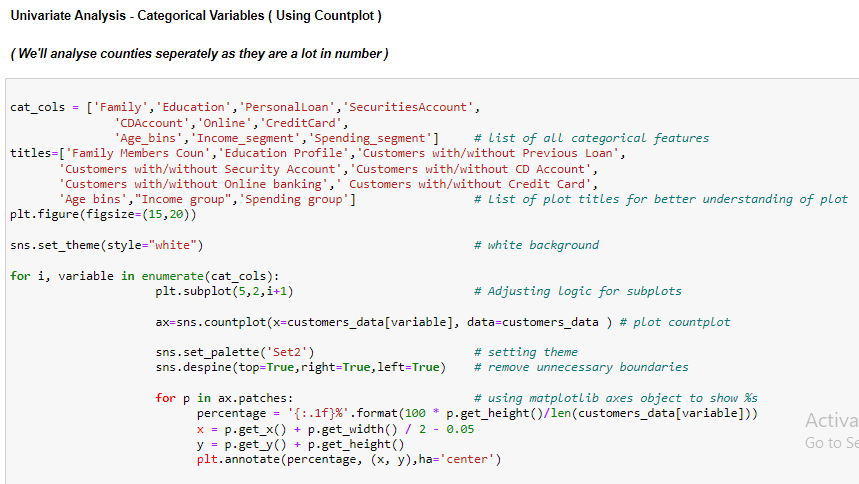 Univariate Analysis - Categorical Variables ( Using Countplot )
( We'll analyse counties seperately as they are a lot in number )
cat_cols = ['Family','Education','PersonalLoan','SecuritiesAccount',
'CDAccount','Online','CreditCard',
'Age_bins','Income_segment','Spending_segment'] # list of all categorical features
titles=['Family Members Coun','Education Profile','Customers with/without Previous Loan',
'Customers with/without Security Account','Customers with/without CD Account',
'Customers with/without Online banking',' Customers with/without Credit Card',
'Age bins',"Income group",'Spending group'] # List of plot titles for better understanding of plot
plt.figure(figsize=(15,20))
sns.set_theme(style="white") # white background
for i, variable in enumerate(cat_cols):
plt.subplot(5,2,i+1) # Adjusting logic for subplots
ax=sns.countplot(x=customers_data[variable], data=customers_data ) # plot countplot
sns.set_palette('Set2') # setting theme
sns.despine(top=True,right=True,left=True) # remove unnecessary boundaries
for p in ax.patches: # using matplotlib axes object to show %s
percentage = '{:.1f}%'.format(100 * p.get_height()/len(customers_data[variable]))
x = p.get_x() + p.get_width() / 2 - 0.05
y = p.get_y() + p.get_height()
plt.annotate(percentage, (x, y),ha='center')
Activa
Go to Se